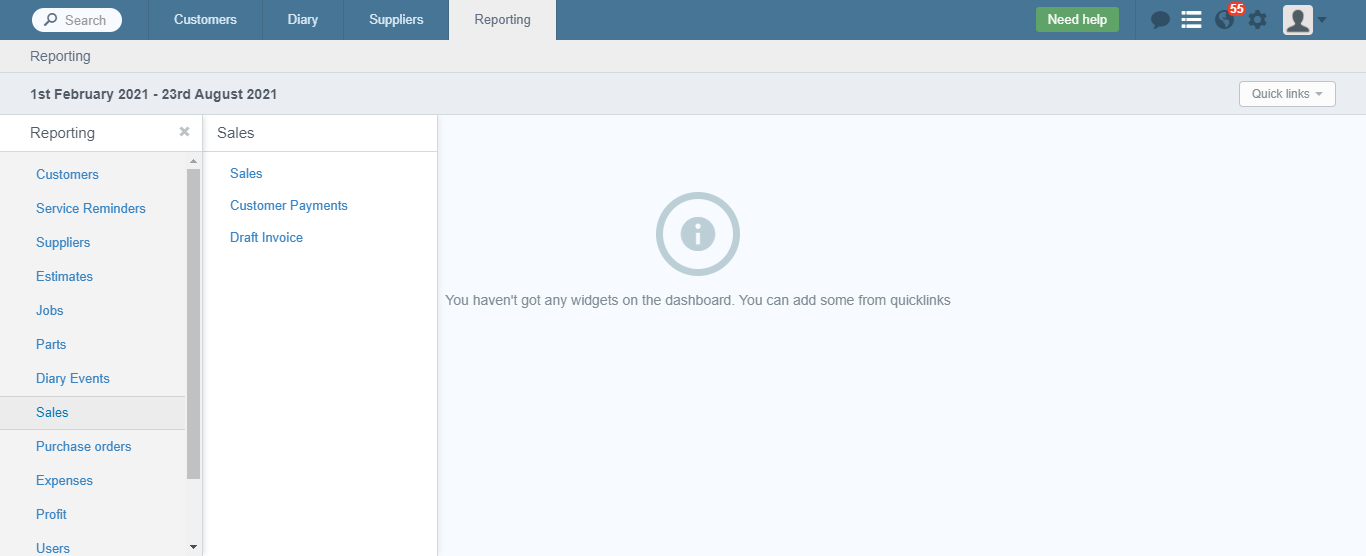 Search
Customers
Diary
Suppliers
Reporting
Need help
55
Reporting
1st February 2021 - 23rd August 2021
Quick links
Reporting
Customers
Service Reminders
Suppliers
Estimates
Jobs
Parts
Diary Events
Sales
Purchase orders
Expenses
Profit
Users
Sales
Sales
Customer Payments
Draft Invoice
You haven't got any widgets on the dashboard. You can add some from quicklinks